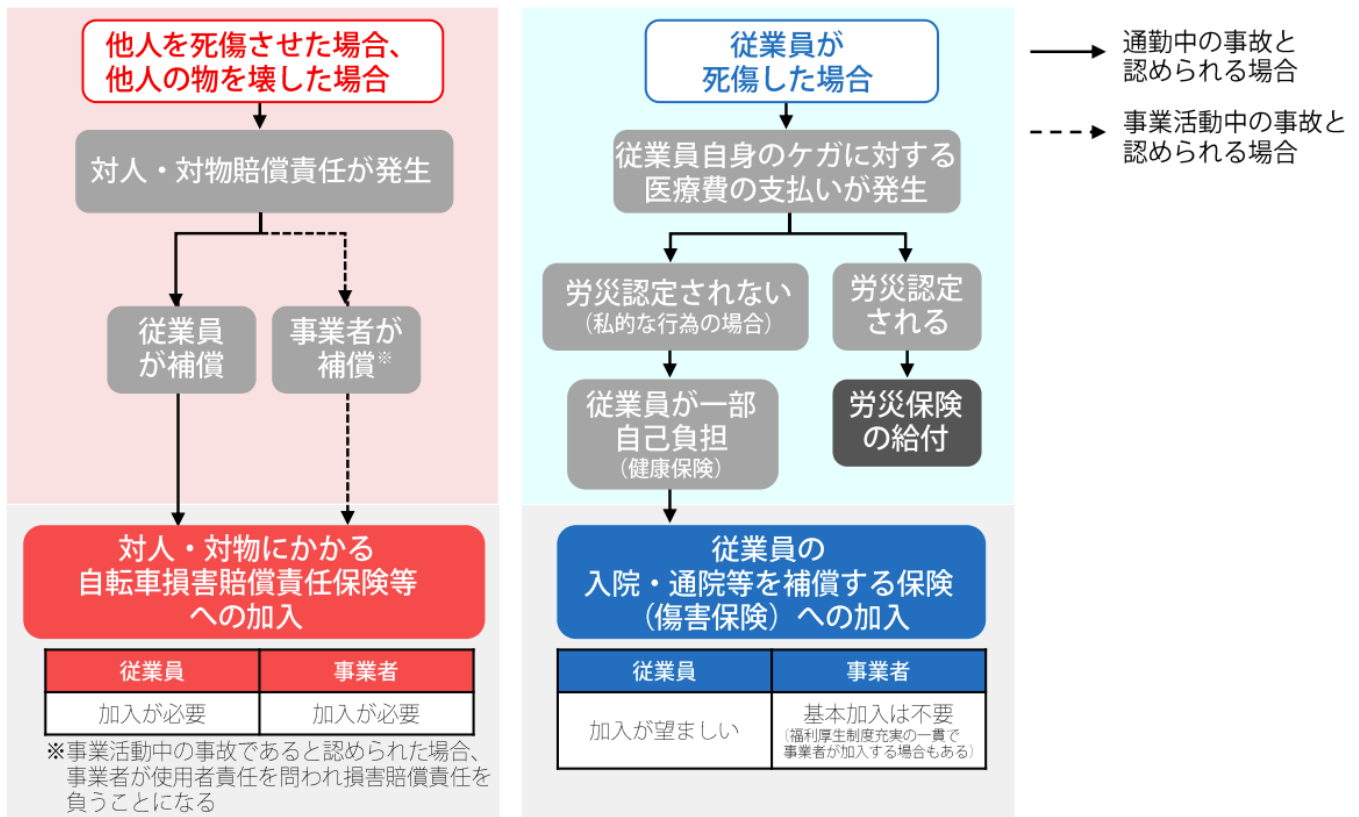 他人を死傷させた場合、
他人の物を壊した場合
対人・対物賠償責任が発生
従業員
が補償
事業者が
補償※
対人・対物にかかる
自転車損害賠償責任保険等
への加入
従業員 事業者
加入が必要 加入が必要
※事業活動中の事故であると認められた場合、
事業者が使用者責任を問われ損害賠償責任を
負うことになる
従業員が
死傷した場合
従業員自身のケガに対する
医療費の支払いが発生
労災認定されない
（私的な行為の場合）
労災認定
される
従業員が一部
自己負担
（健康保険）
労災保険
の給付
従業員の
入院・通院等を補償する保険
（傷害保険）への加入
従業員 事業者
加入が望ましい
基本加入は不要
（福利厚生制度充実の一貫で
事業者が加入する場合もある）
通勤中の事故と
認められる場合
事業活動中の事故と
認められる場合